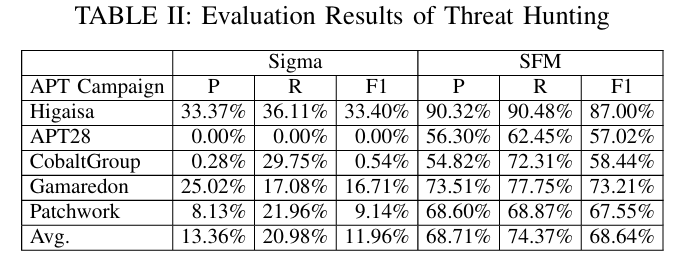 TABLE II: Evaluation Results of Threat Hunting
Sigma SFM
APT Campaign P R F1 P R F1
Higaisa 33.37% 36.11% 33.40% 90.32% 90.48% 87.00%
APT28 0.00% 0.00% 0.00% 56.30% 62.45% 57.02%
CobaltGroup 0.28% 29.75% 0.54% 54.82% 72.31% 58.44%
Gamaredon 25.02% 17.08% 16.71% 73.51% 77.75% 73.21%
Patchwork 8.13% 21.96% 9.14% 68.60% 68.87% 67.55%
Avg. 13.36% 20.98% 11.96% 68.71% 74.37% 68.64%